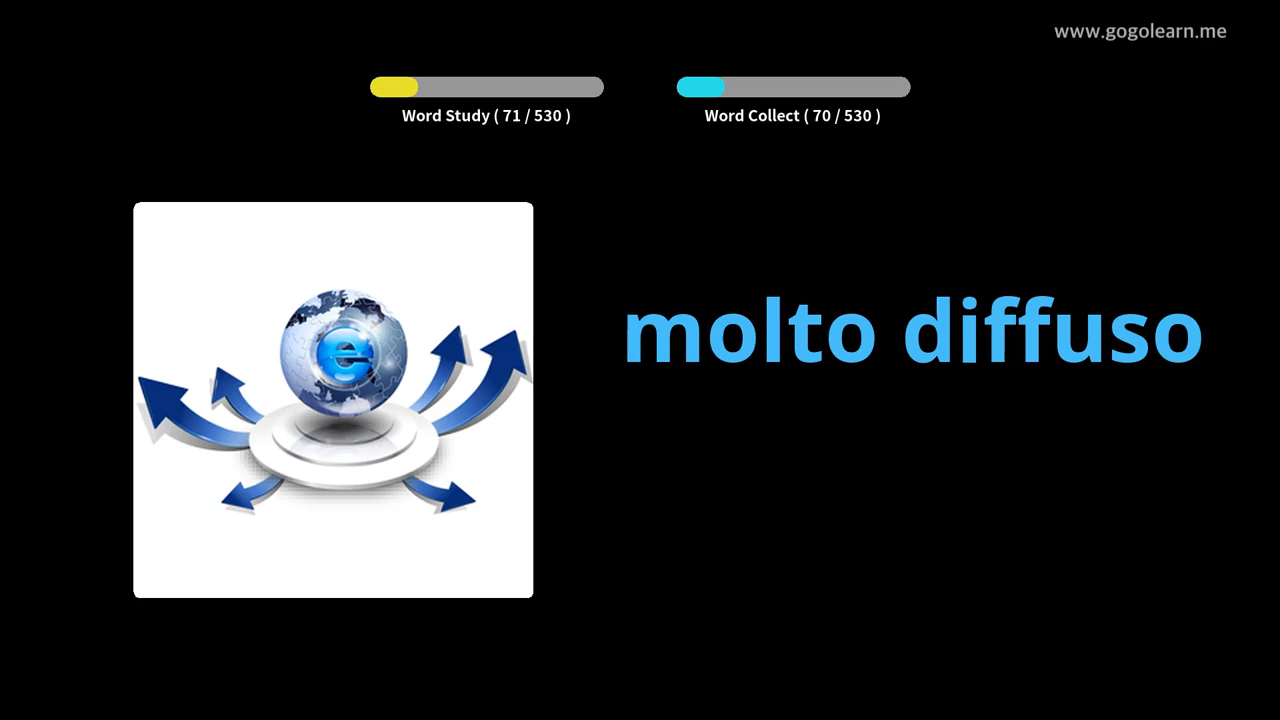 www.gogolearn.me
Word Study ( 71 / 530 )
Word Collect ( 70 / 530 )
e
molto diffuso